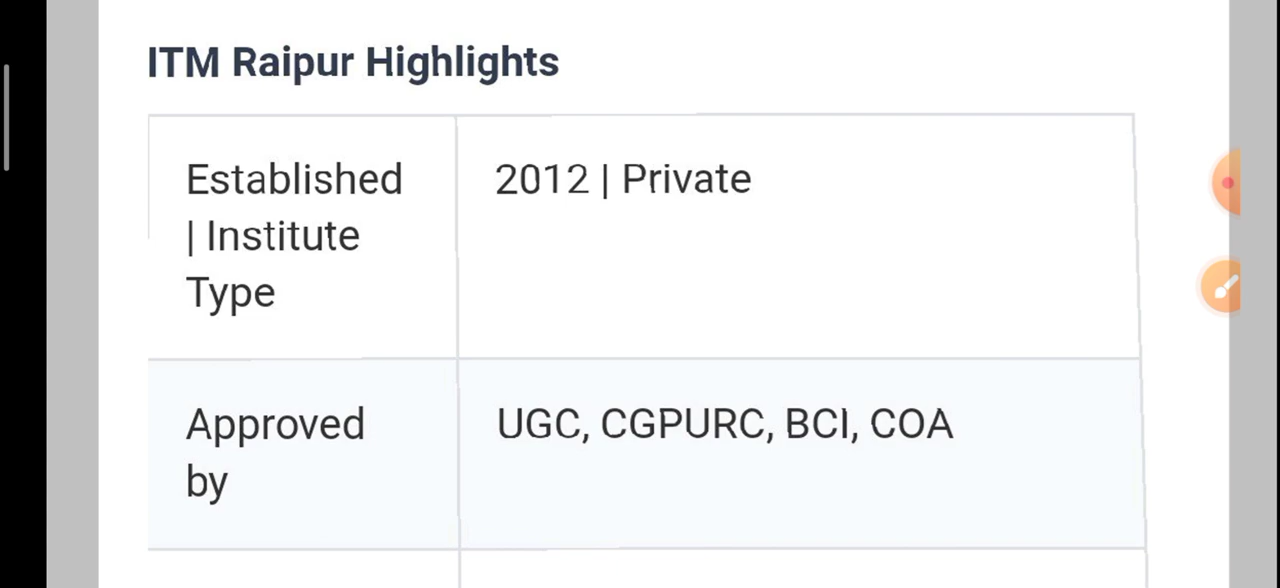 ITM Raipur Highlights
Established
| Institute
Type
2012 | Private
Approved
by
UGC, CGPURC, BCI, COA